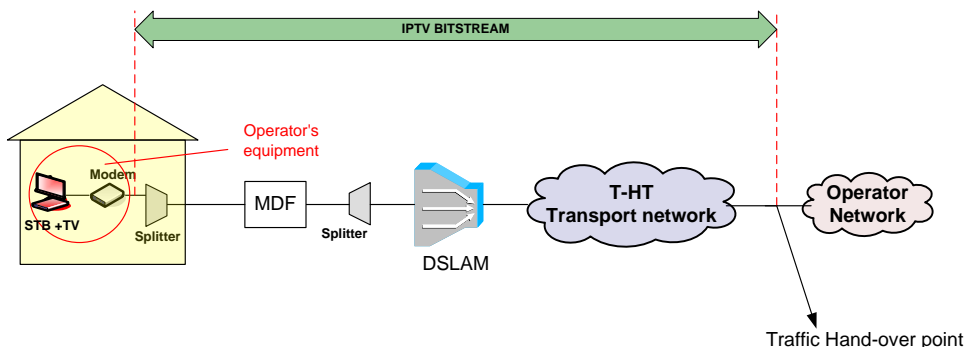 IPTV BITSTREAM
Operator's
equipment
Modem
STB +TV
Splitter
MDF
Splitter
DSLAM
T-HT
Transport network
Operator
Network
Traffic Hand-over point